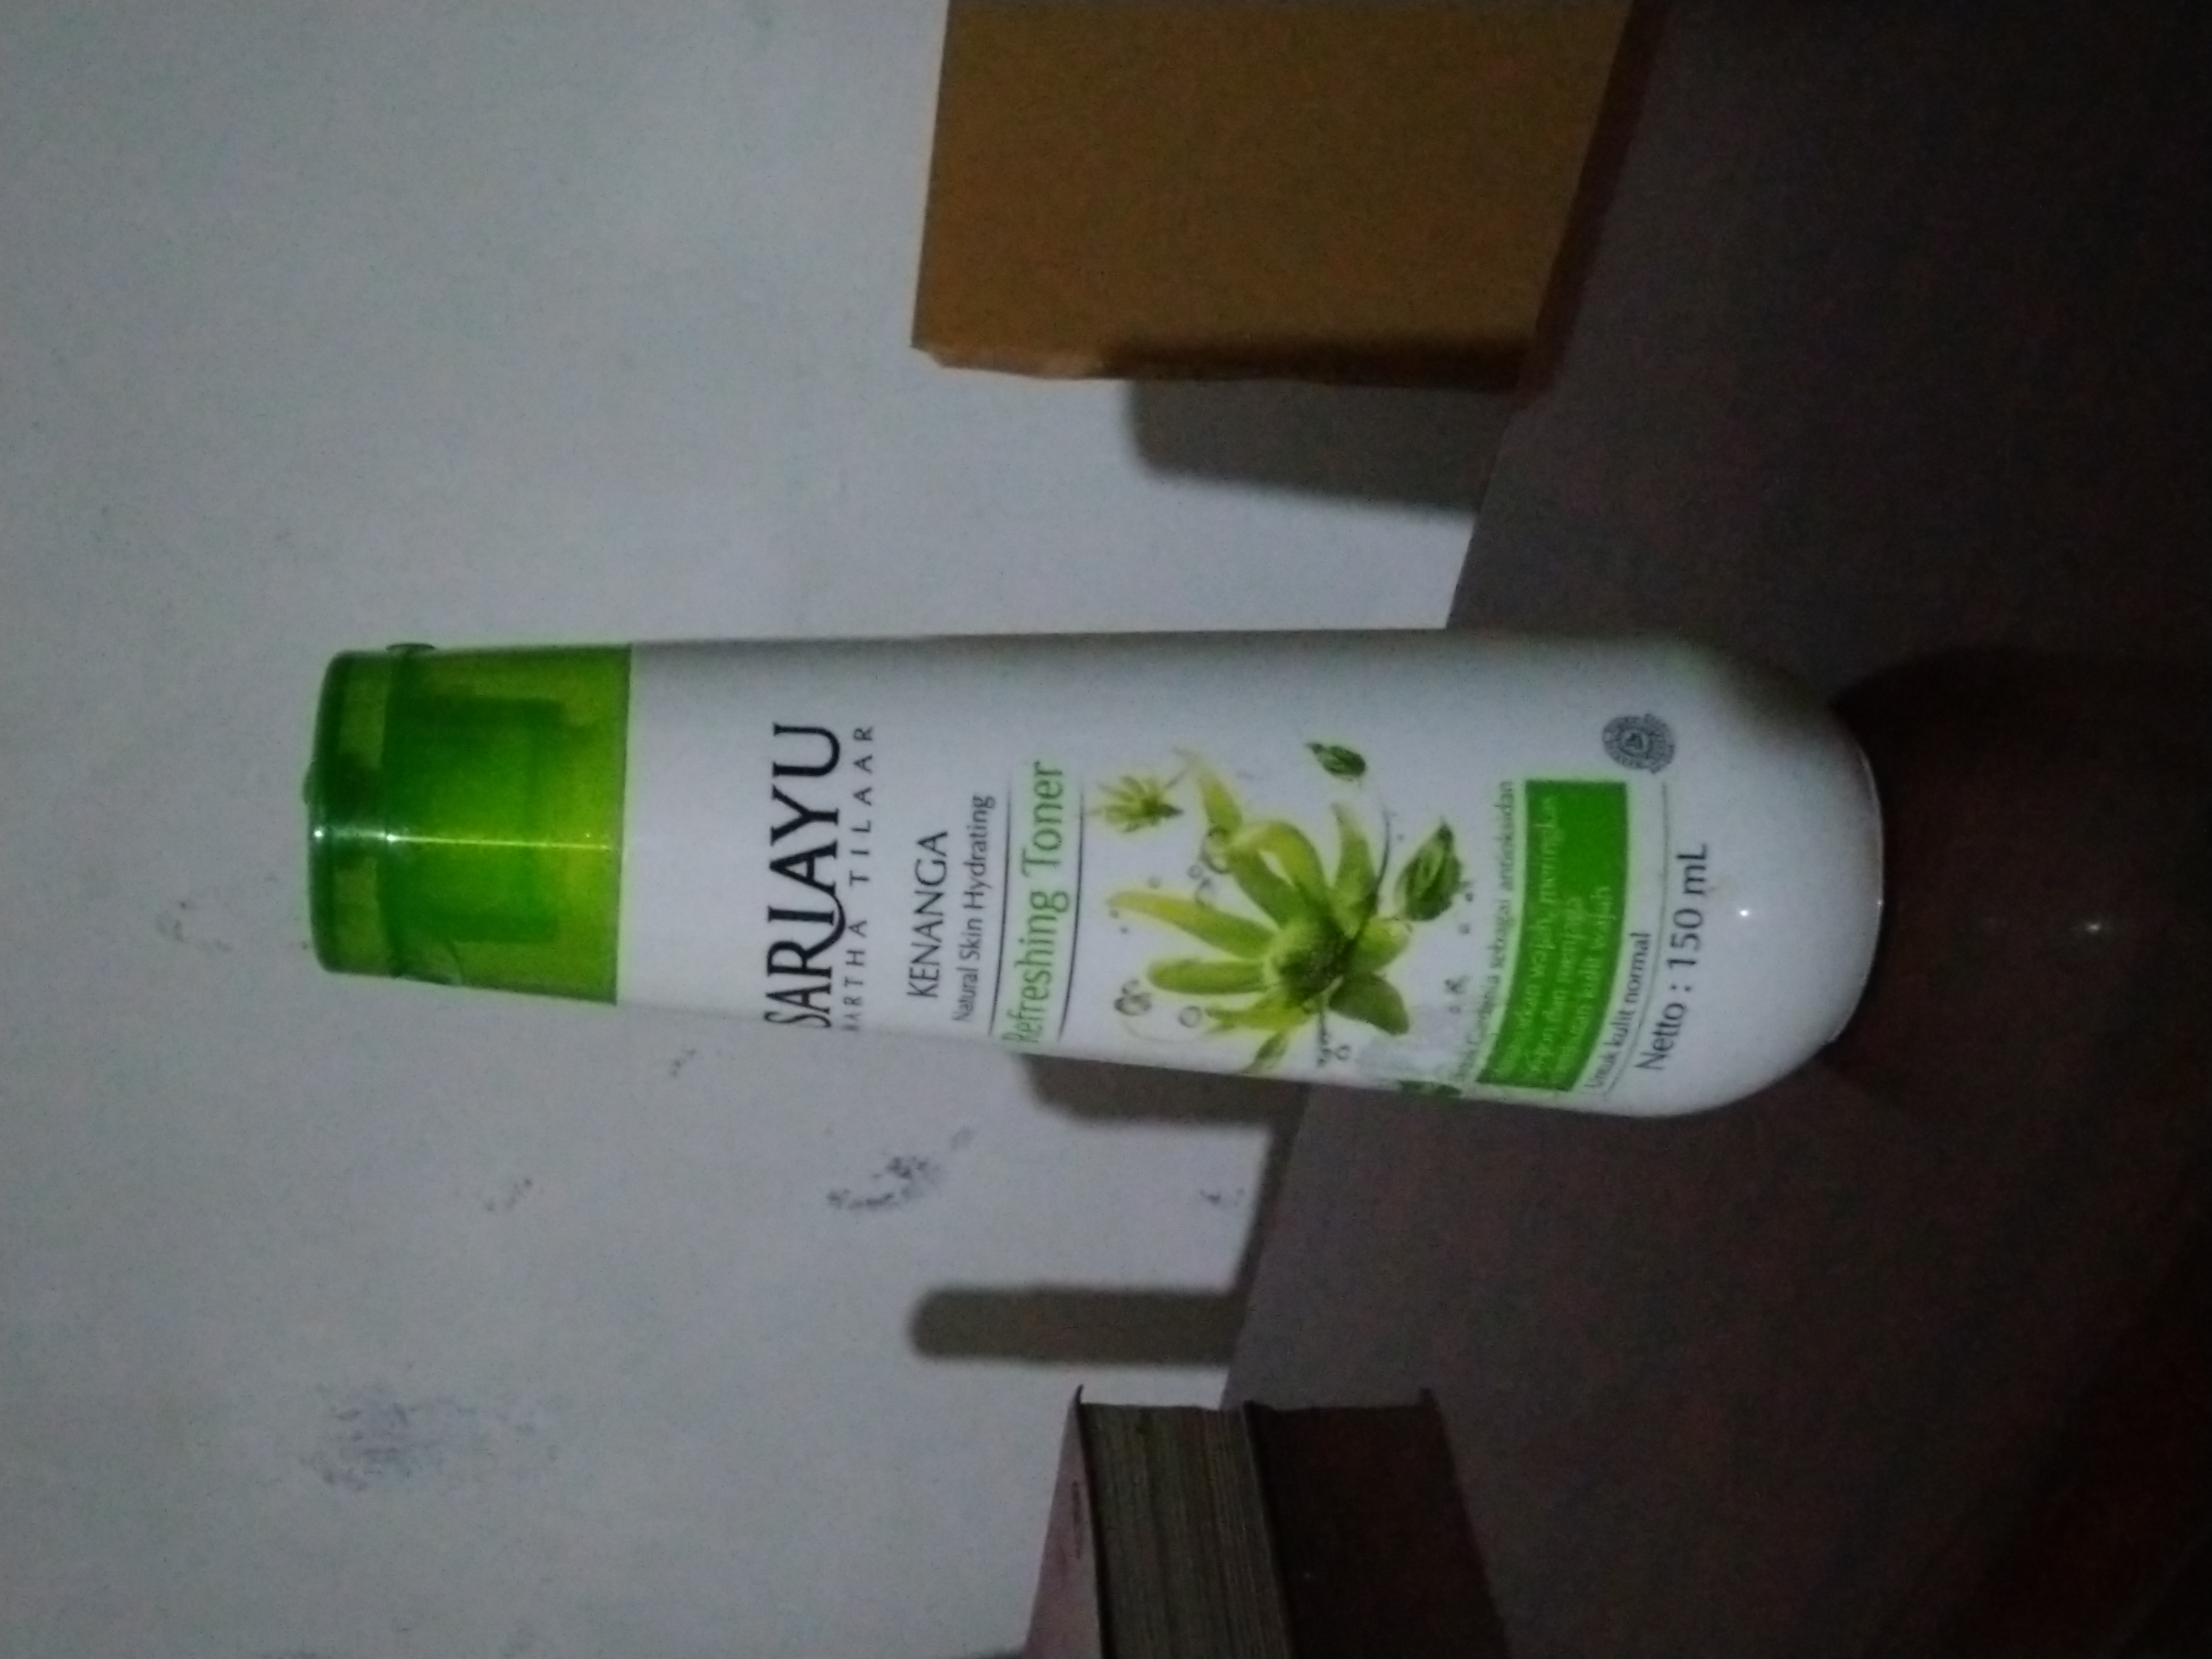 SARIAYU
MARTHA TILAAR
KENANGA
Natural Skin Hydrating
Refreshing Toner
Gardenia sebagai antioksidan
wajah, meringkas
dan menjaga
kulit wajah
Untuk kulit normal
Netto : 150 mL